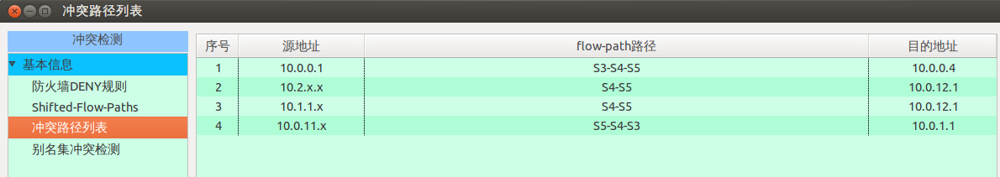 冲突路径列表
冲突检测
基本信息
防火墙DENY规则
Shifted-Flow-Paths
冲突路径列表
别名集冲突检测
序号 源地址 flow-path路径 目的地址
1 10.0.0.1 S3-S4-S5 10.0.0.4
2 10.2.x.x S4-S5 10.0.12.1
3 10.1.1.x S4-S5 10.0.12.1
4 10.0.11.x S5-S4-S3 10.0.1.1